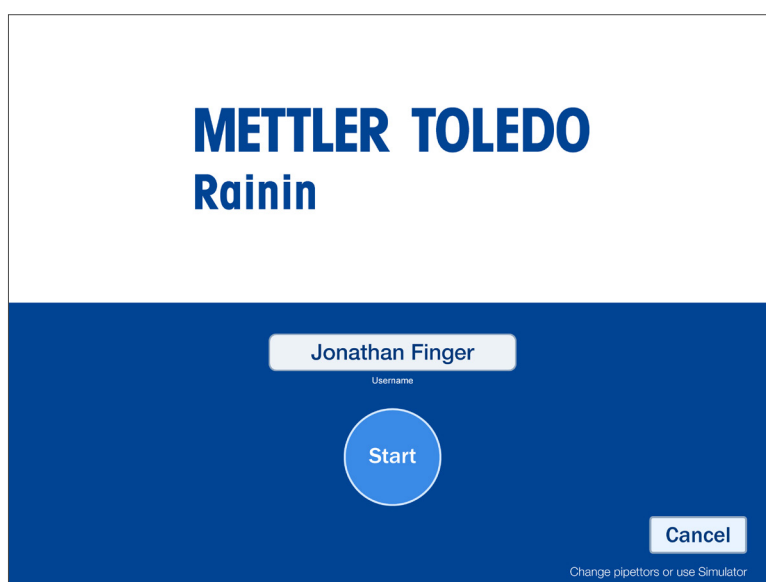 METTLER TOLEDO
Rainin
Jonathan Finger
Username
Start
Cancel
Change pipettors or use Simulator